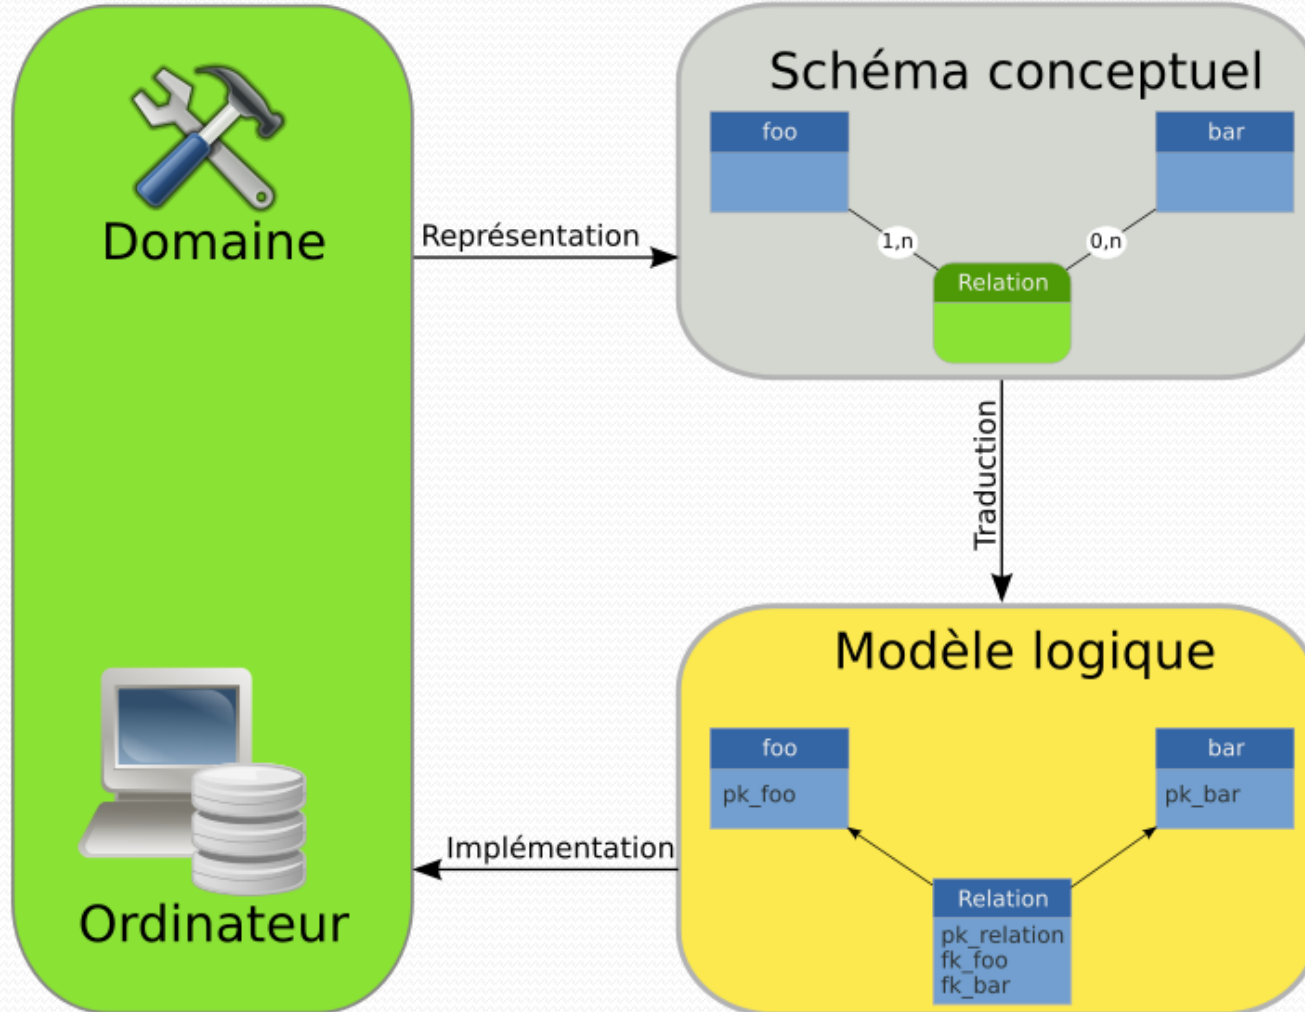 Domaine
Représentation
Schéma conceptuel
foo
bar
1,n
0,n
Relation
Traduction
Modèle logique
foo
pk_foo
bar
pk_bar
Relation
pk_relation
fk_foo
fk_bar
Implémentation
Ordinateur